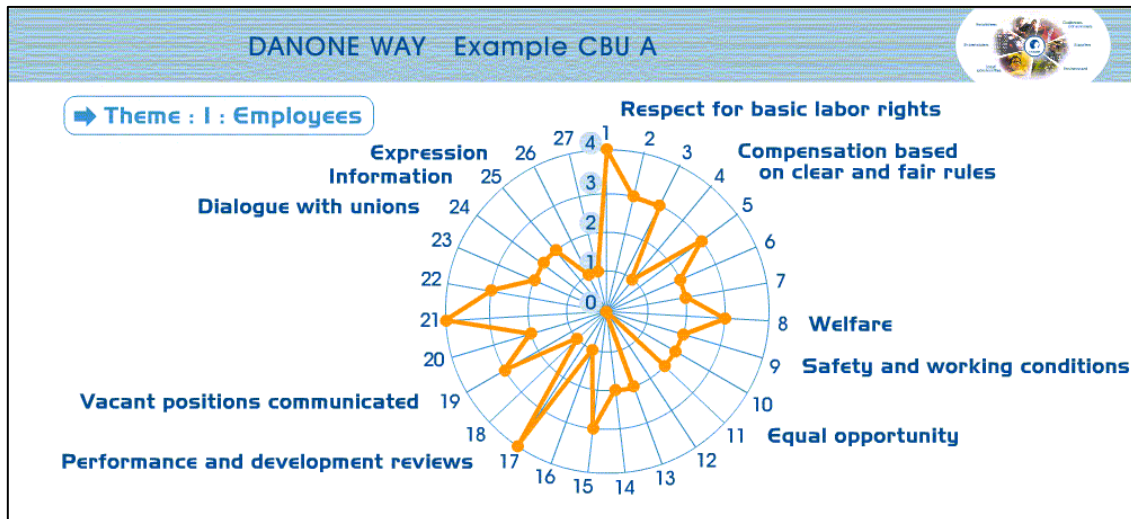 DANONE WAY Example CBU A
Theme : 1 : Employees
Respect for basic labor rights
Compensation based
on clear and fair rules
Welfare
Safety and working conditions
Equal opportunity
Performance and development reviews
Vacant positions communicated
Dialogue with unions
Information
Expression
1
2
3
4
5
6
7
8
9
10
11
12
13
14
15
16
17
18
19
20
21
22
23
24
25
26
27
4
3
2
1
0